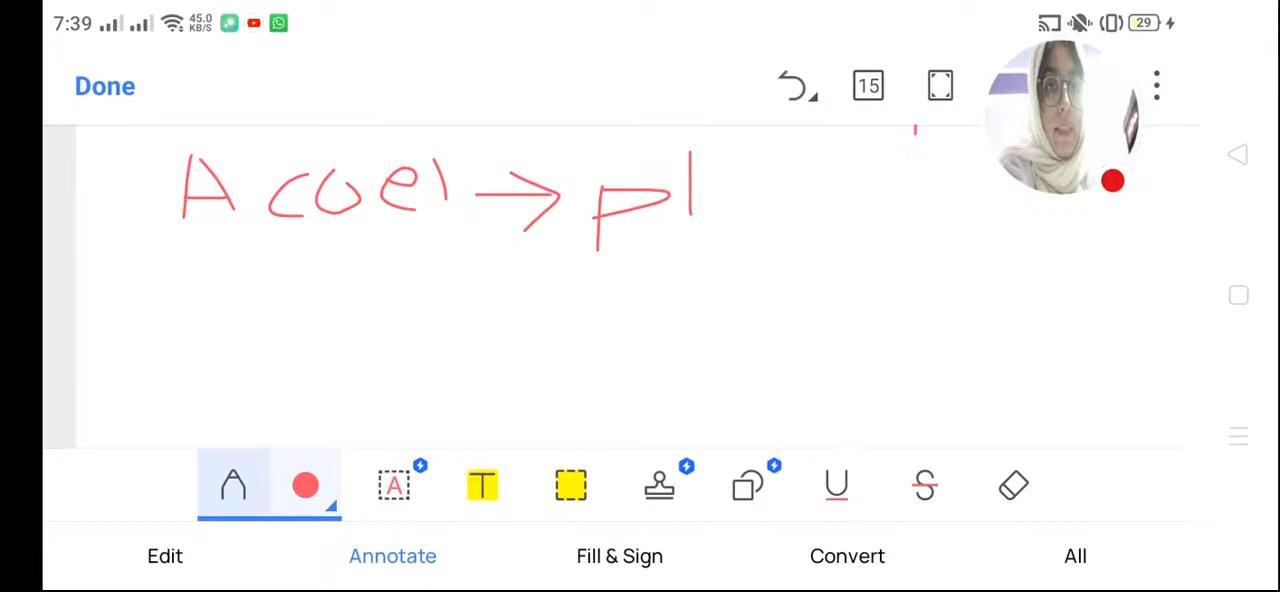 7:39 45.0 KB/S 29
Done 15
Acoel → pl
A T U S
Edit Annotate Fill & Sign Convert All